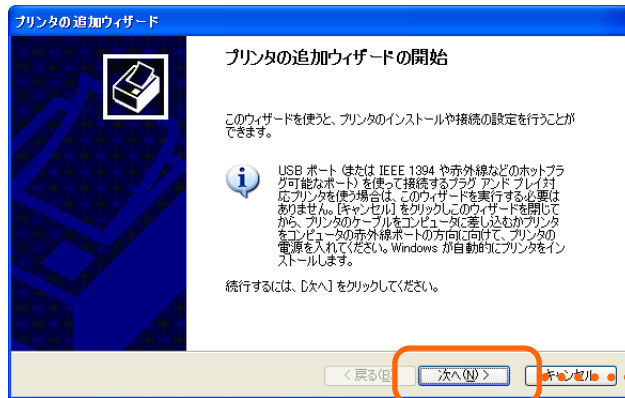 プリンタの追加ウィザード
プリンタの追加ウィザードの開始
このウィザードを使うと、プリンタのインストールや接続の設定を行うことが
できます。
USB ポート (または IEEE 1394 や赤外線などのホットプラ
グ可能なポート) を使って接続するプラグ アンド プレイ対
応プリンタを使う場合は、このウィザードを実行する必要は
ありません。[キャンセル] をクリックしこのウィザードを閉じて
から、プリンタのケーブルをコンピュータに差し込むかプリンタ
をコンピュータの赤外線ポートの方向に向けて、プリンタの
電源を入れてください。Windows が自動的にプリンタをイン
ストールします。
続行するには、[次へ] をクリックしてください。
< 戻る(B)
次へ(N) >
キャンセル